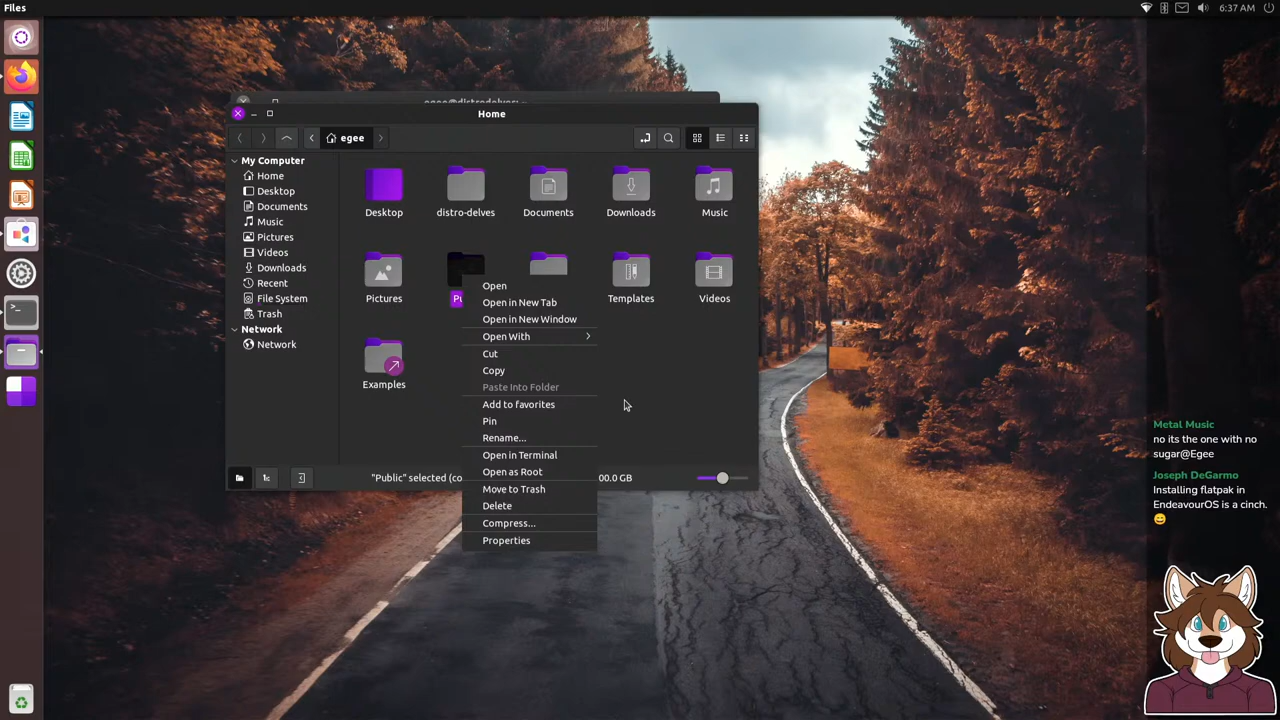 Files
6:37 AM
Home
egee
My Computer
Home
Desktop
Documents
Music
Pictures
Videos
Downloads
Recent
File System
Trash
Network
Network
Desktop
distro-delves
Documents
Downloads
Music
Pictures
Templates
Videos
Examples
Open
Open in New Tab
Open in New Window
Open With
Cut
Copy
Paste Into Folder
Add to favorites
Pin
Rename...
Open in Terminal
Open as Root
Move to Trash
Delete
Compress...
Properties
"Public" selected (co
00.0 GB
Metal Music
no its the one with no
sugar@Egee
Joseph DeGarmo
Installing flatpak in
EndeavourOS is a cinch.